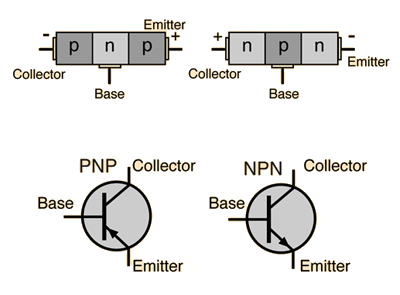 Emitter
- p n p +
Collector
Base
+ n p n -
Emitter
Collector
Base
PNP
Collector
Base
Emitter
NPN
Collector
Base
Emitter